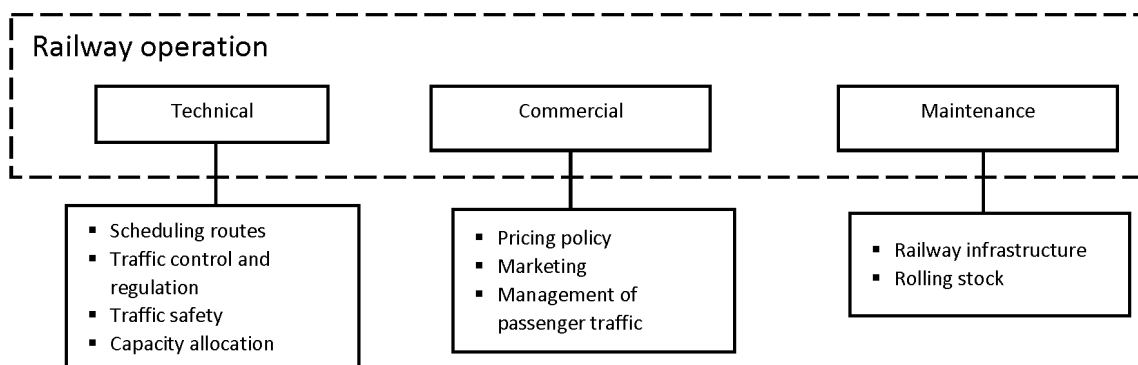 Railway operation
Technical
Commercial
Maintenance
▪ Scheduling routes
▪ Traffic control and
regulation
▪ Traffic safety
▪ Capacity allocation
▪ Pricing policy
▪ Marketing
▪ Management of
passenger traffic
▪ Railway infrastructure
▪ Rolling stock